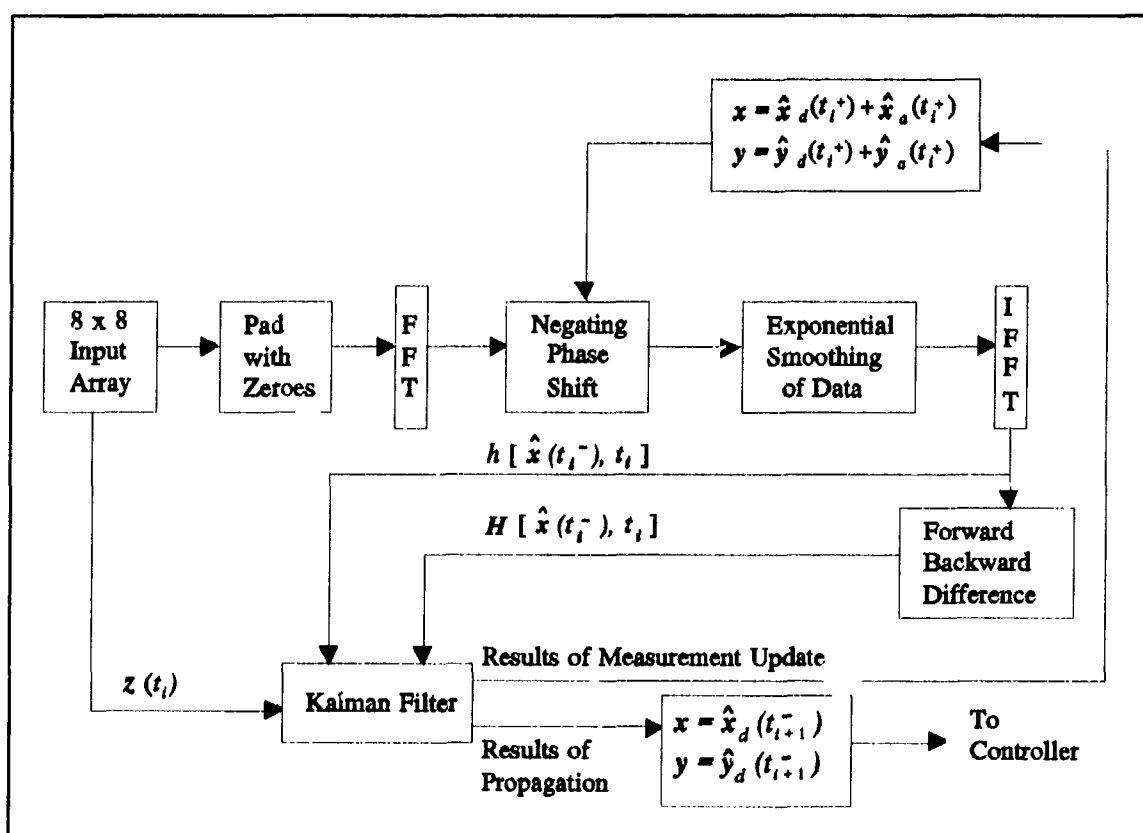 x = x̂_d(t_i⁺) + x̂_a(t_i⁺)
y = ŷ_d(t_i⁺) + ŷ_a(t_i⁺)
8 x 8
Input
Array
Pad
with
Zeroes
F
F
T
Negating
Phase
Shift
Exponential
Smoothing
of Data
I
F
F
T
h [ x̂(t_i⁻), t_i ]
H [ x̂(t_i⁻), t_i ]
Forward
Backward
Difference
z (t_i)
Kalman Filter
Results of Measurement Update
Results of
Propagation
x = x̂_d(t_{i+1}⁻)
y = ŷ_d(t_{i+1}⁻)
To
Controller